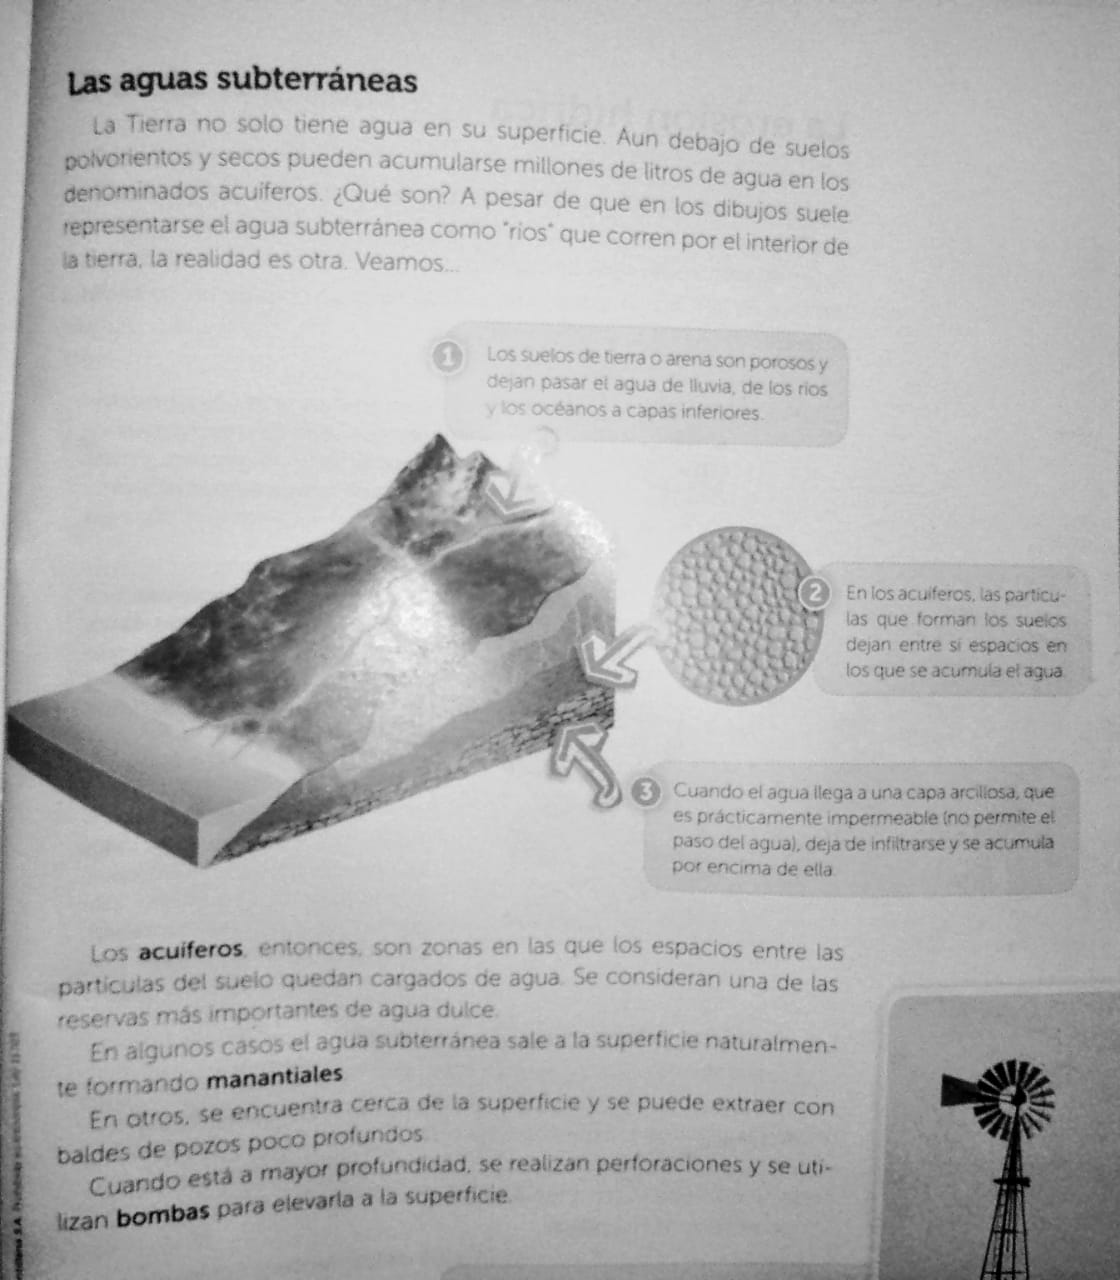 Las aguas subterráneas
La Tierra no solo tiene agua en su superficie. Aun debajo de suelos
polvorientos y secos pueden acumularse millones de litros de agua en los
denominados acuíferos. ¿Qué son? A pesar de que en los dibujos suele
representarse el agua subterránea como "ríos" que corren por el interior de
la tierra, la realidad es otra. Veamos...
1 Los suelos de tierra o arena son porosos y
dejan pasar el agua de lluvia, de los ríos
y los océanos a capas inferiores.
2 En los acuíferos, las partícu-
las que forman los suelos
dejan entre sí espacios en
los que se acumula el agua.
3 Cuando el agua llega a una capa arcillosa, que
es prácticamente impermeable (no permite el
paso del agua), deja de infiltrarse y se acumula
por encima de ella.
Los acuíferos, entonces, son zonas en las que los espacios entre las
partículas del suelo quedan cargados de agua. Se consideran una de las
reservas más importantes de agua dulce.
En algunos casos el agua subterránea sale a la superficie naturalmen-
te formando manantiales.
En otros, se encuentra cerca de la superficie y se puede extraer con
baldes de pozos poco profundos.
Cuando está a mayor profundidad, se realizan perforaciones y se uti-
lizan bombas para elevarla a la superficie.